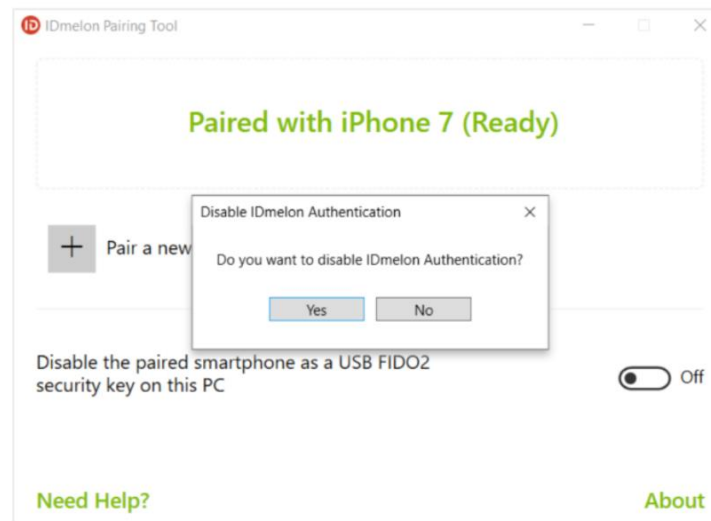 ID IDmelon Pairing Tool
Paired with iPhone 7 (Ready)
Disable IDmelon Authentication
Do you want to disable IDmelon Authentication?
Yes No
Pair a new
Disable the paired smartphone as a USB FIDO2
security key on this PC
Off
Need Help?
About